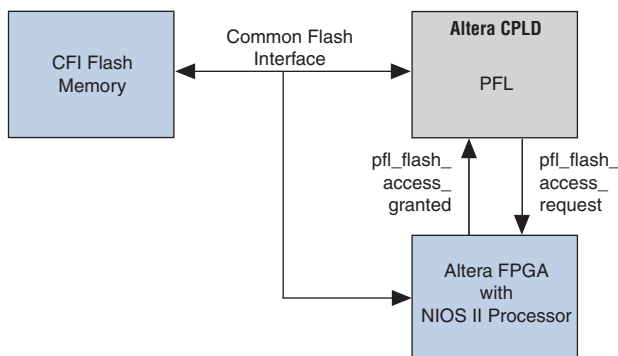 CFI Flash
Memory
Common Flash
Interface
Altera CPLD
PFL
pfl_flash_
access_
granted
pfl_flash_
access_
request
Altera FPGA
with
NIOS II Processor